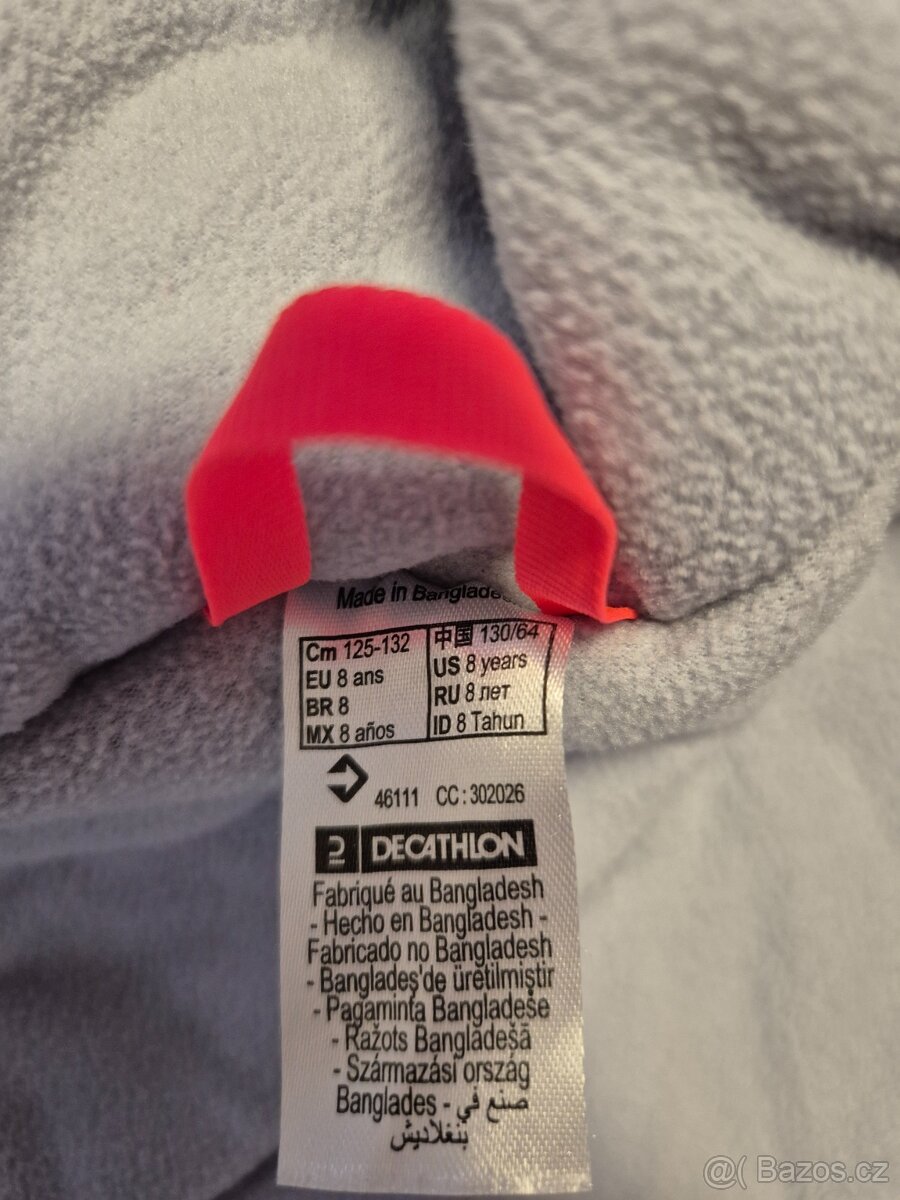 Made in
Cm 125-132
EU 8 ans
BR 8
MX 8 años
中国 130/64
US 8 years
RU 8 лет
ID 8 Tahun
46111 CC: 302026
DECATHLON
Fabriqué au Bangladesh
- Hecho en Bangladesh -
Fabricado no Bangladesh
- Bangladeş'de üretilmiştir
- Pagaminta Bangladeše
- Ražots Bangladešā
- Származási ország
Banglades - صنع في
بنغلاديش
@( Bazos.cz